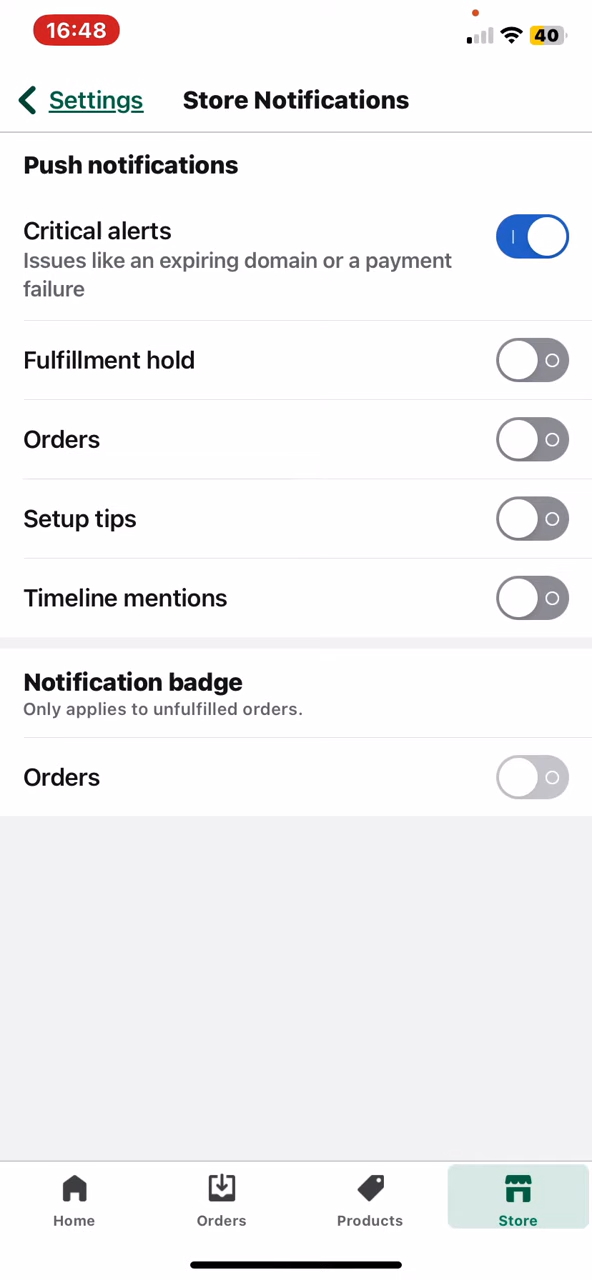 16:48
40
Settings
Store Notifications
Push notifications
Critical alerts
Issues like an expiring domain or a payment
failure
Fulfillment hold
Orders
Setup tips
Timeline mentions
Notification badge
Only applies to unfulfilled orders.
Orders
Home
Orders
Products
Store